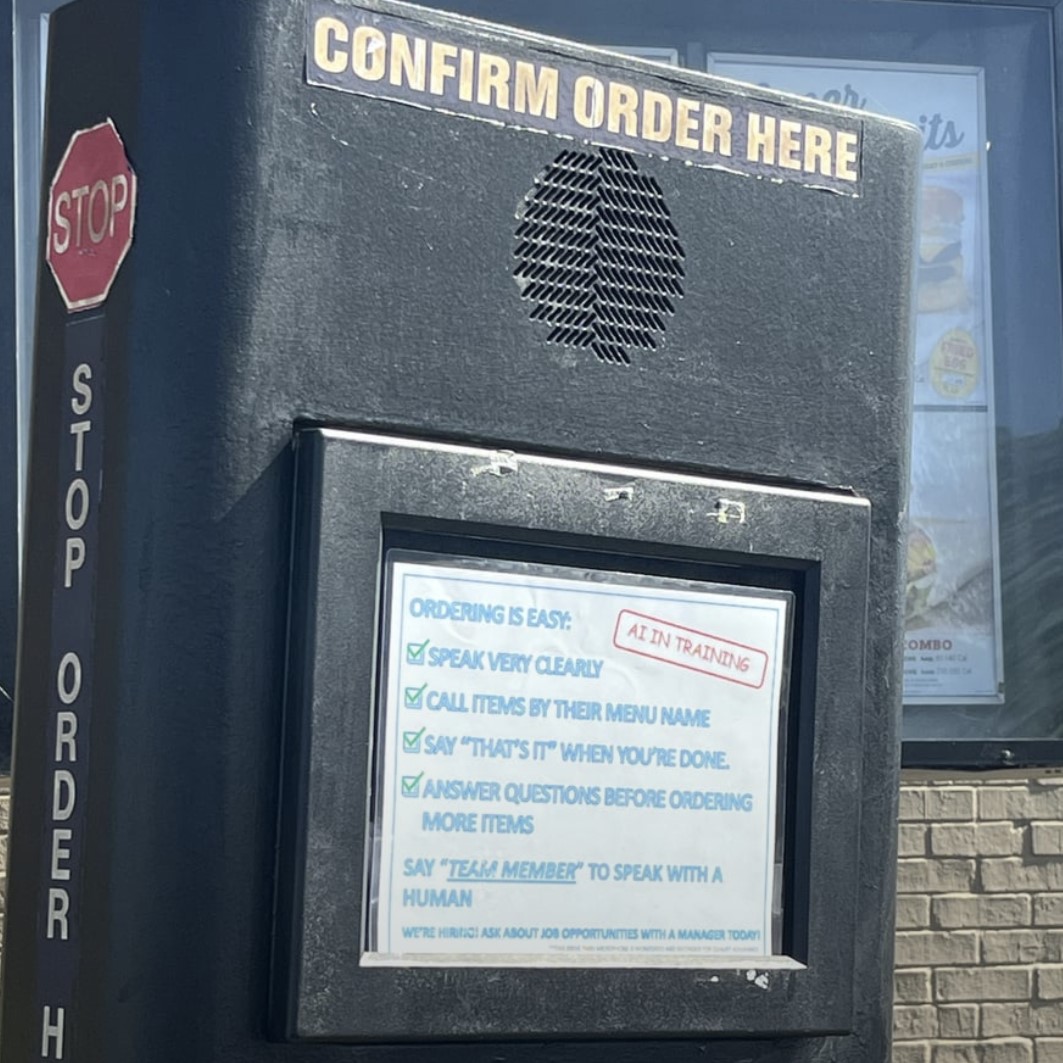 CONFIRM ORDER HERE
STOP
STOP ORDER H
ORDERING IS EASY:
AI IN TRAINING
SPEAK VERY CLEARLY
CALL ITEMS BY THEIR MENU NAME
SAY “THAT’S IT” WHEN YOU’RE DONE.
ANSWER QUESTIONS BEFORE ORDERING
MORE ITEMS
SAY “TEAM MEMBER” TO SPEAK WITH A
HUMAN
WE’RE HIRING! ASK ABOUT JOB OPPORTUNITIES WITH A MANAGER TODAY!
COMBO